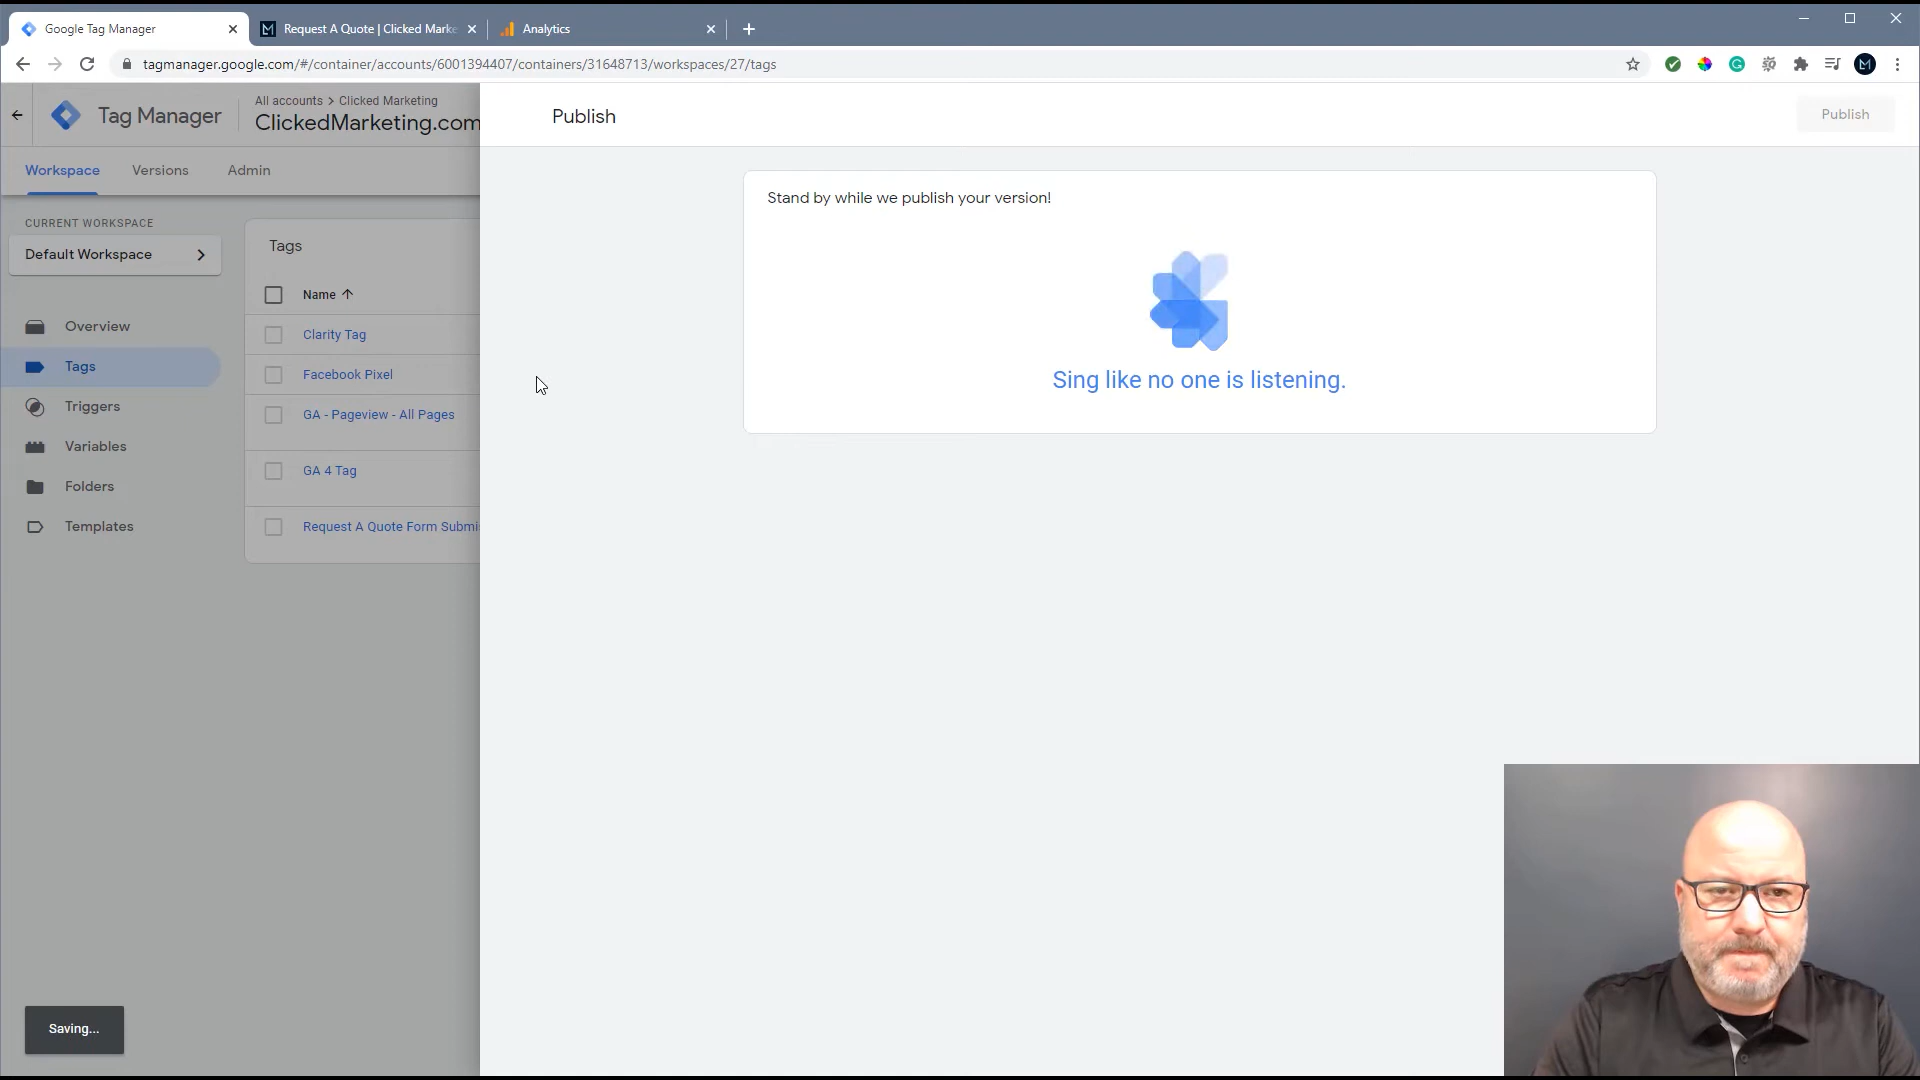 Google Tag Manager
Request A Quote | Clicked Marke
Analytics
tagmanager.google.com/#/container/accounts/6001394407/containers/31648713/workspaces/27/tags
Tag Manager
All accounts > Clicked Marketing
ClickedMarketing.com
Publish
Publish
Workspace
Versions
Admin
CURRENT WORKSPACE
Default Workspace
Overview
Tags
Triggers
Variables
Folders
Templates
Tags
Name
Clarity Tag
Facebook Pixel
GA - Pageview - All Pages
GA 4 Tag
Request A Quote Form Submis
Stand by while we publish your version!
Sing like no one is listening.
Saving...